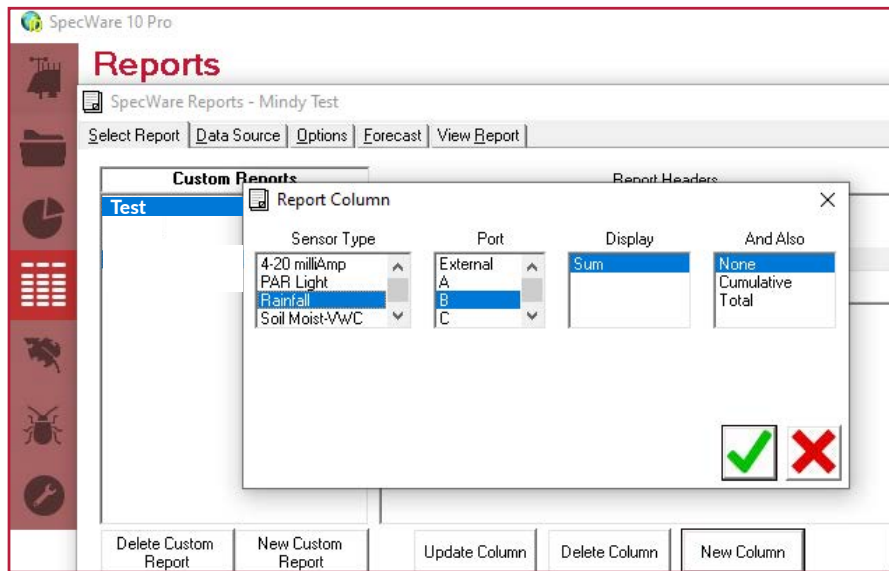 SpecWare 10 Pro
Reports
SpecWare Reports - Mindy Test
Select Report Data Source Options Forecast View Report
Custom Reports Report Headers
Test
Report Column
Sensor Type Port Display And Also
4-20 milliAmp External Sum None
PAR Light A Cumulative
Rainfall B Total
Soil Moist-VWC C
Delete Custom Report
New Custom Report
Update Column Delete Column New Column